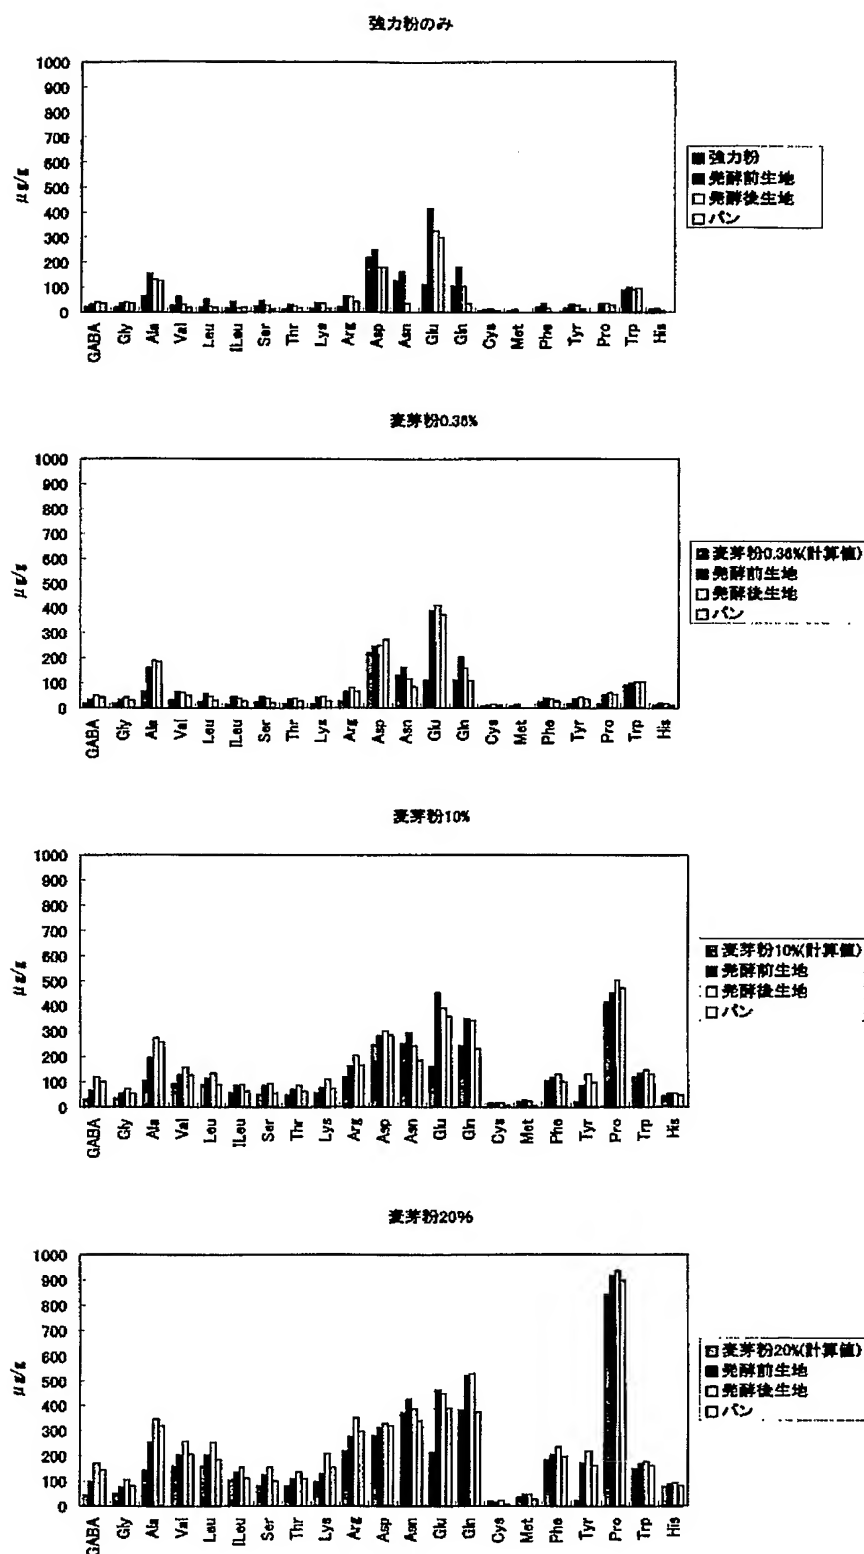 強力粉のみ
1000
900
800
700
600
500
400
300
200
100
0
μg/g
GABA
Gly
Ala
Val
Leu
ILeu
Ser
Thr
Lys
Arg
Asp
Asn
Glu
Gln
Cys
Met
Phe
Tyr
Pro
Trp
His
強力粉
発酵前生地
発酵後生地
パン
麦芽粉0.38%
1000
900
800
700
600
500
400
300
200
100
0
μg/g
GABA
Gly
Ala
Val
Leu
ILeu
Ser
Thr
Lys
Arg
Asp
Asn
Glu
Gln
Cys
Met
Phe
Tyr
Pro
Trp
His
麦芽粉0.38%(計算値)
発酵前生地
発酵後生地
パン
麦芽粉10%
1000
900
800
700
600
500
400
300
200
100
0
μg/g
GABA
Gly
Ala
Val
Leu
ILeu
Ser
Thr
Lys
Arg
Asp
Asn
Glu
Gln
Cys
Met
Phe
Tyr
Pro
Trp
His
麦芽粉10%(計算値)
発酵前生地
発酵後生地
パン
麦芽粉20%
1000
900
800
700
600
500
400
300
200
100
0
μg/g
GABA
Gly
Ala
Val
Leu
ILeu
Ser
Thr
Lys
Arg
Asp
Asn
Glu
Gln
Cys
Met
Phe
Tyr
Pro
Trp
His
麦芽粉20%(計算値)
発酵前生地
発酵後生地
パン